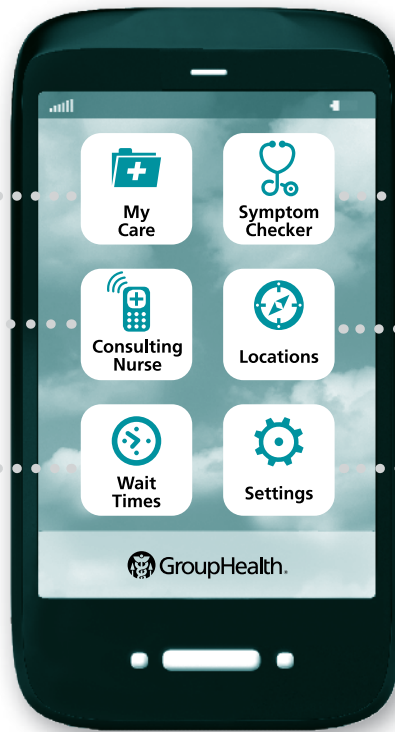 My
Care
Symptom
Checker
Consulting
Nurse
Locations
Wait
Times
Settings
GroupHealth.